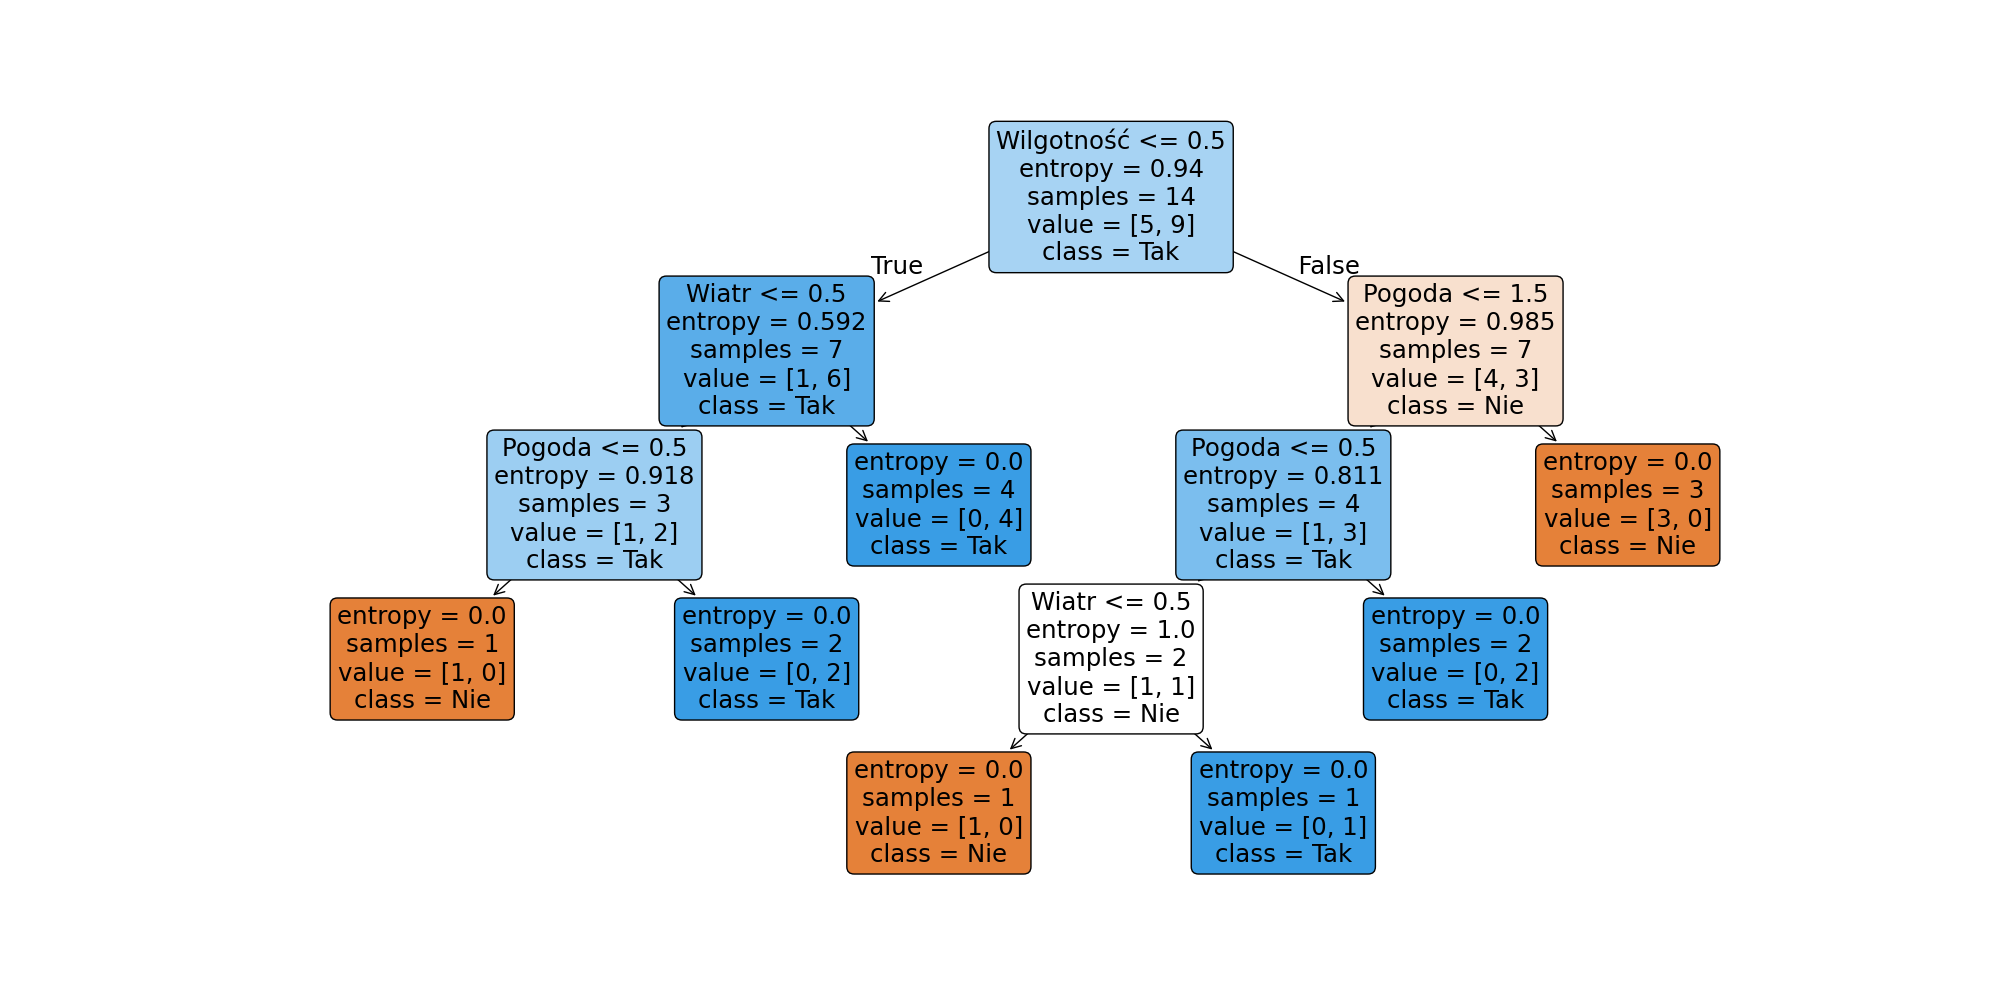 Wilgotność <= 0.5
entropy = 0.94
samples = 14
value = [5, 9]
class = Tak
True
False
Wiatr <= 0.5
entropy = 0.592
samples = 7
value = [1, 6]
class = Tak
Pogoda <= 1.5
entropy = 0.985
samples = 7
value = [4, 3]
class = Nie
Pogoda <= 0.5
entropy = 0.918
samples = 3
value = [1, 2]
class = Tak
entropy = 0.0
samples = 4
value = [0, 4]
class = Tak
Pogoda <= 0.5
entropy = 0.811
samples = 4
value = [1, 3]
class = Tak
entropy = 0.0
samples = 3
value = [3, 0]
class = Nie
entropy = 0.0
samples = 1
value = [1, 0]
class = Nie
entropy = 0.0
samples = 2
value = [0, 2]
class = Tak
Wiatr <= 0.5
entropy = 1.0
samples = 2
value = [1, 1]
class = Nie
entropy = 0.0
samples = 2
value = [0, 2]
class = Tak
entropy = 0.0
samples = 1
value = [1, 0]
class = Nie
entropy = 0.0
samples = 1
value = [0, 1]
class = Tak